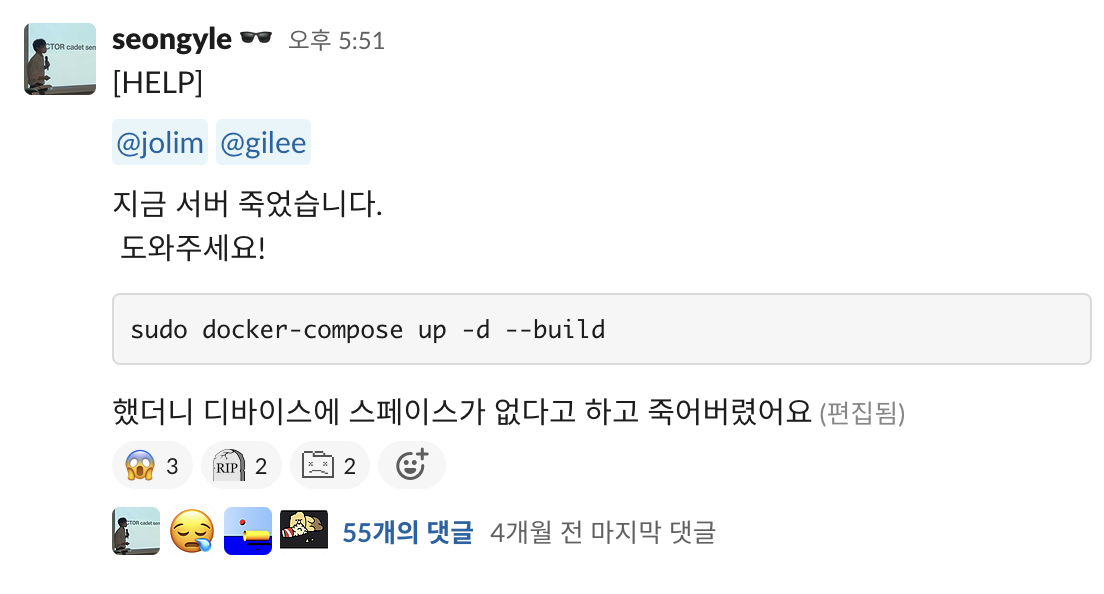 seongyle 오후 5:51
[HELP]
@jolim @gilee
지금 서버 죽었습니다.
도와주세요!
sudo docker-compose up -d --build
했더니 디바이스에 스페이스가 없다고 하고 죽어버렸어요 (편집됨)
3 RIP 2 2
55개의 댓글 4개월 전 마지막 댓글